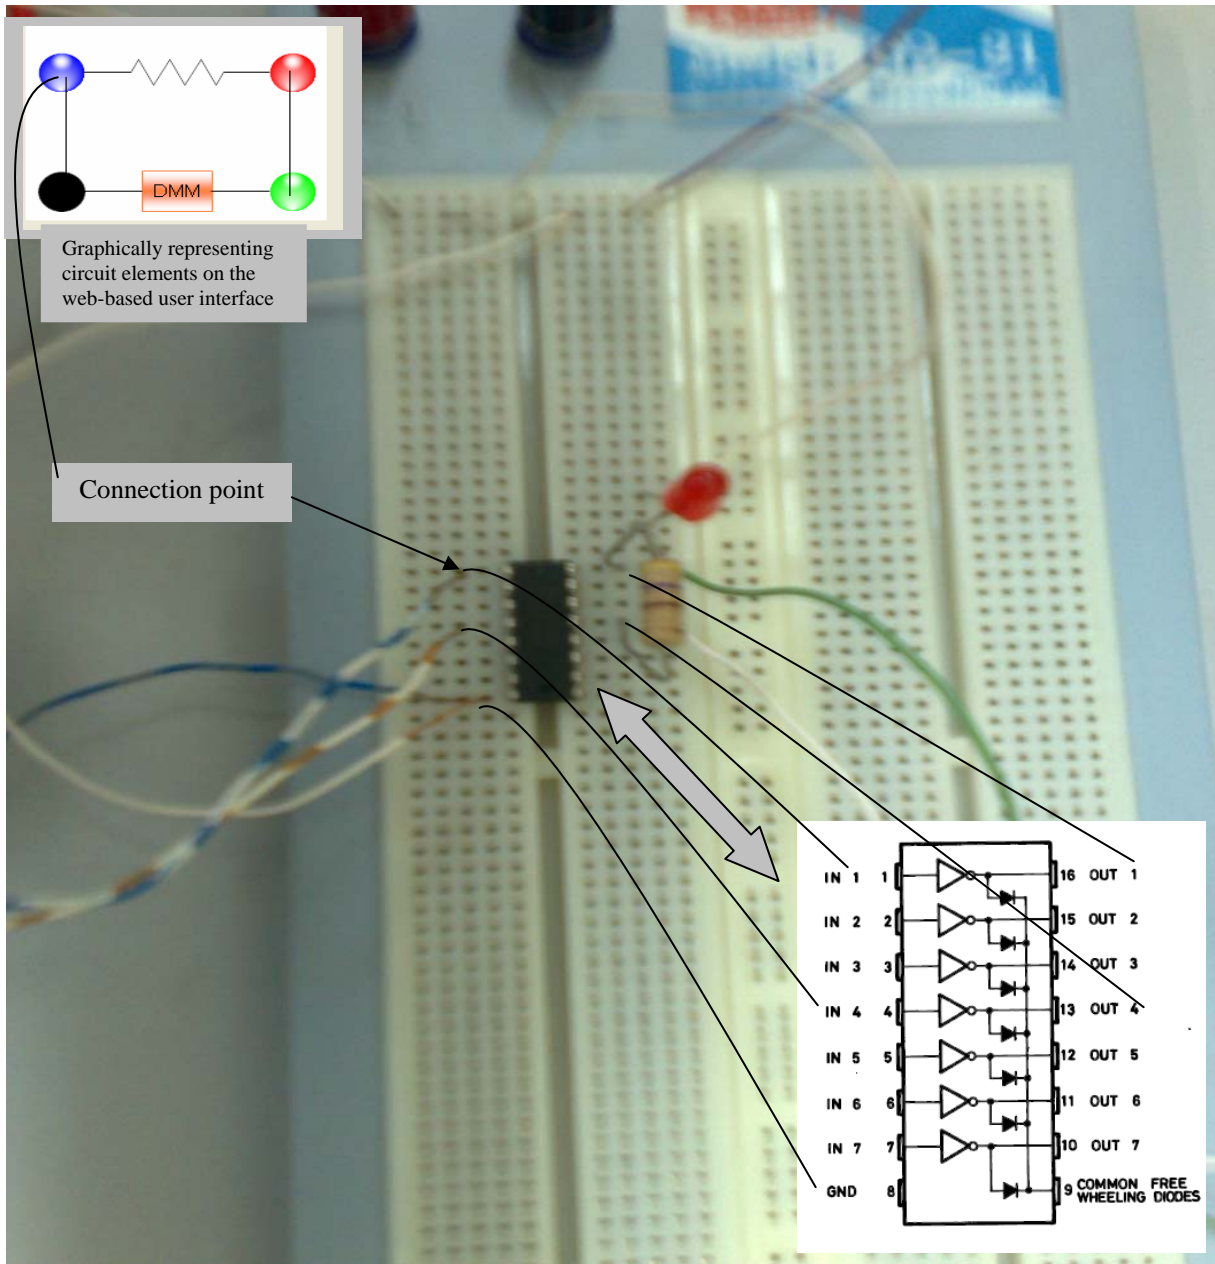 DMM
Graphically representing
circuit elements on the
web-based user interface
Connection point
IN 1 1 16 OUT 1
IN 2 2 15 OUT 2
IN 3 3 14 OUT 3
IN 4 4 13 OUT 4
IN 5 5 12 OUT 5
IN 6 6 11 OUT 6
IN 7 7 10 OUT 7
GND 8 9 COMMON FREE
WHEELING DIODES